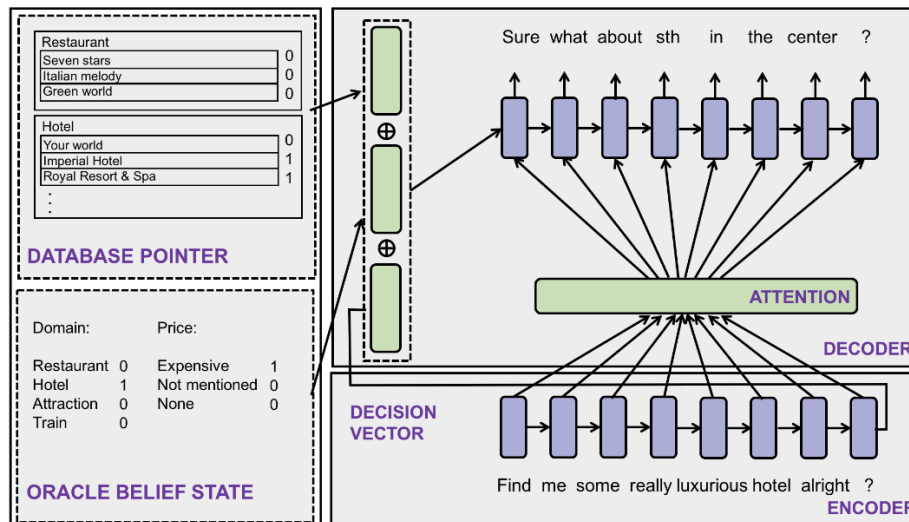 Restaurant
Seven stars 0
Italian melody 0
Green world 0
Hotel
Your world 0
Imperial Hotel 1
Royal Resort & Spa 1
DATABASE POINTER
Domain: Price:
Restaurant 0 Expensive 1
Hotel 1 Not mentioned 0
Attraction 0 None 0
Train 0
ORACLE BELIEF STATE
Sure what about sth in the center ?
ATTENTION
DECODER
DECISION
VECTOR
Find me some really luxurious hotel alright ?
ENCODER